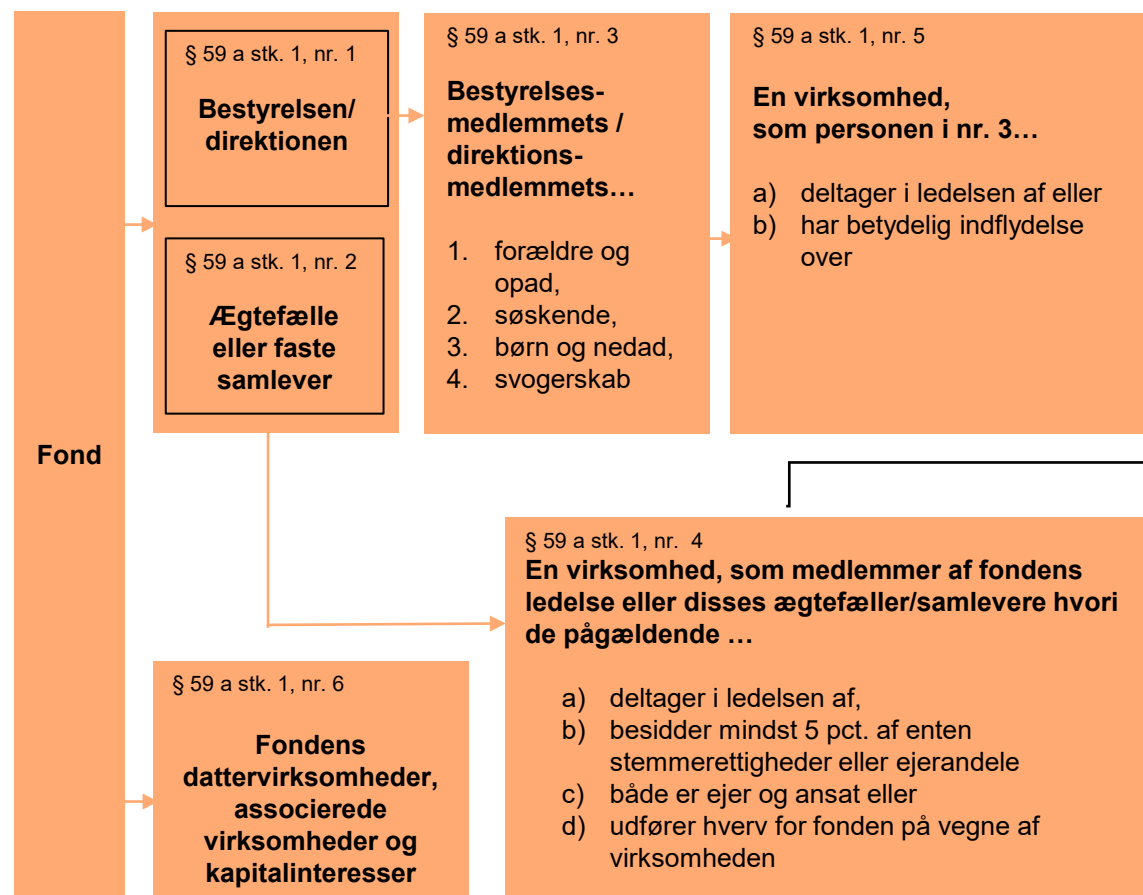 Fond
§ 59 a stk. 1, nr. 1
Bestyrelsen/
direktionen
§ 59 a stk. 1, nr. 2
Ægtefælle
eller faste
samlever
§ 59 a stk. 1, nr. 3
Bestyrelses-
medlemmets /
direktions-
medlemmets…
1. forældre og
opad,
2. søskende,
3. børn og nedad,
4. svogerskab
§ 59 a stk. 1, nr. 5
En virksomhed,
som personen i nr. 3…
a) deltager i ledelsen af eller
b) har betydelig indflydelse
over
§ 59 a stk. 1, nr. 4
En virksomhed, som medlemmer af fondens
ledelse eller disses ægtefæller/samlevere hvori
de pågældende …
a) deltager i ledelsen af,
b) besidder mindst 5 pct. af enten
stemmerettigheder eller ejerandele
c) både er ejer og ansat eller
d) udfører hverv for fonden på vegne af
virksomheden
§ 59 a stk. 1, nr. 6
Fondens
dattervirksomheder,
associerede
virksomheder og
kapitalinteresser